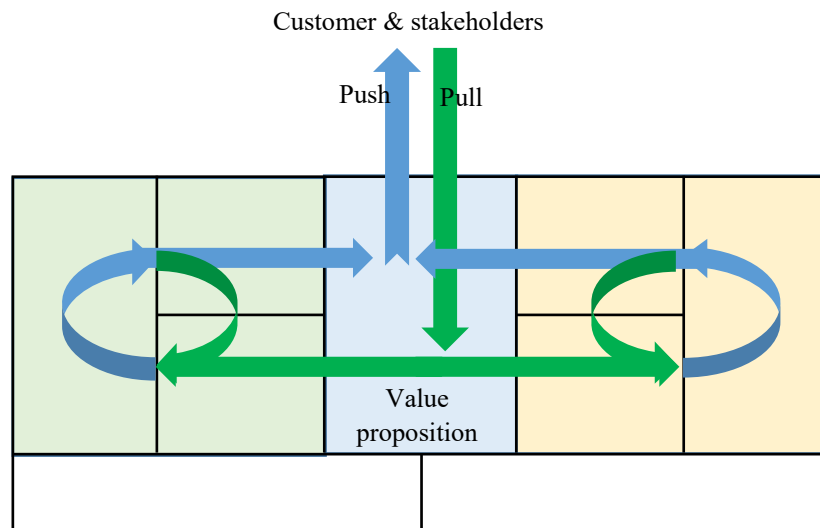 Customer & stakeholders
Push
Pull
Value
proposition